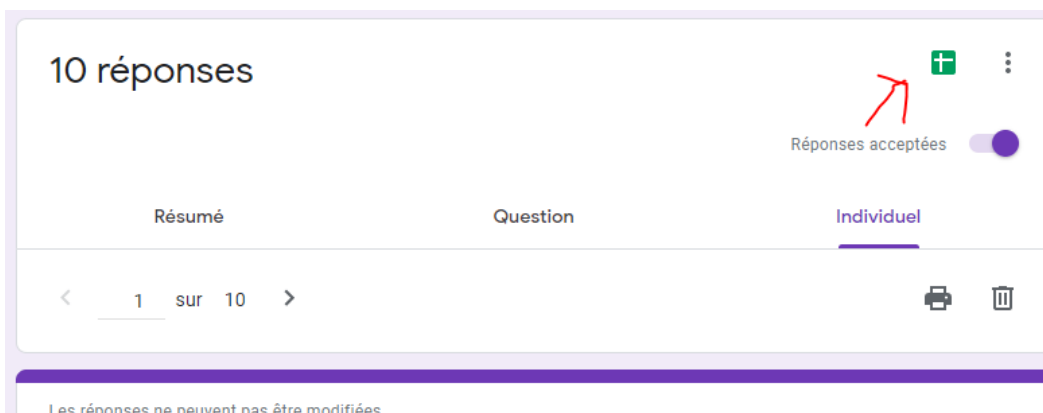 10 réponses
Réponses acceptées
Résumé Question Individuel
1 sur 10
Les réponses ne peuvent pas être modifiées